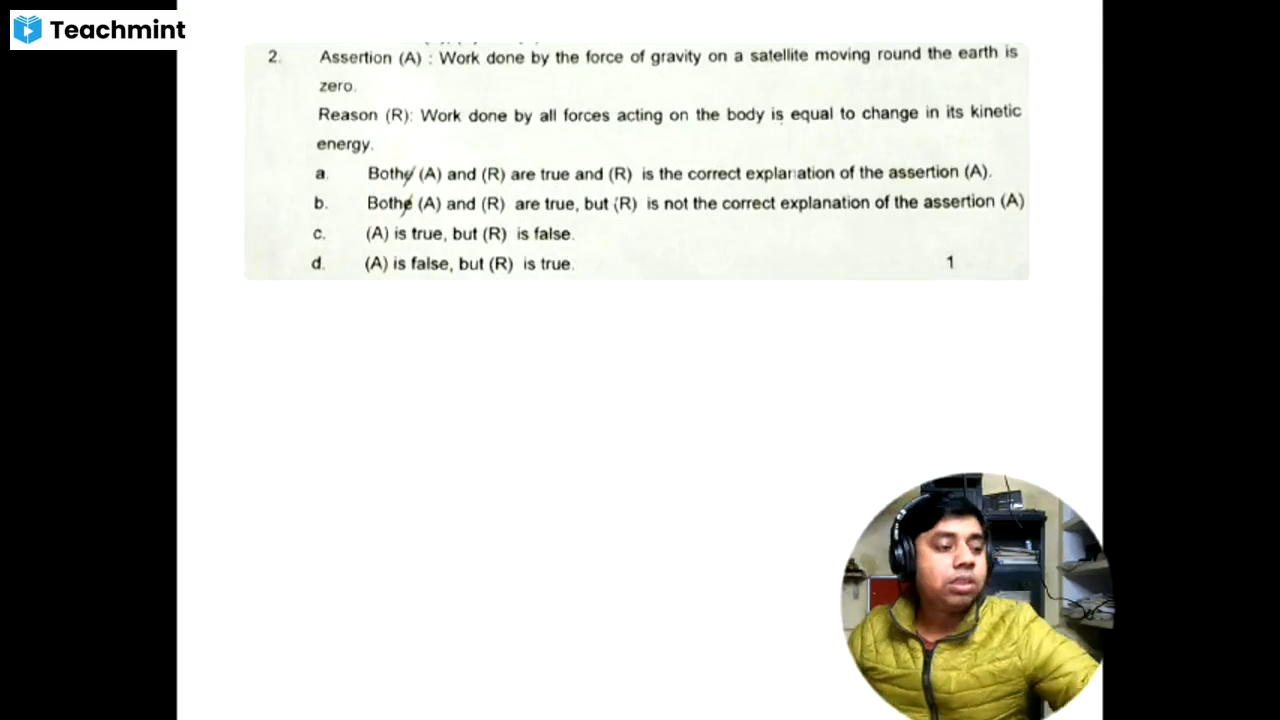 Teachmint
2. Assertion (A) : Work done by the force of gravity on a satellite moving round the earth is
zero.
Reason (R): Work done by all forces acting on the body is equal to change in its kinetic
energy.
a. Both (A) and (R) are true and (R) is the correct explanation of the assertion (A).
b. Both (A) and (R) are true, but (R) is not the correct explanation of the assertion (A)
c. (A) is true, but (R) is false.
d. (A) is false, but (R) is true. 1